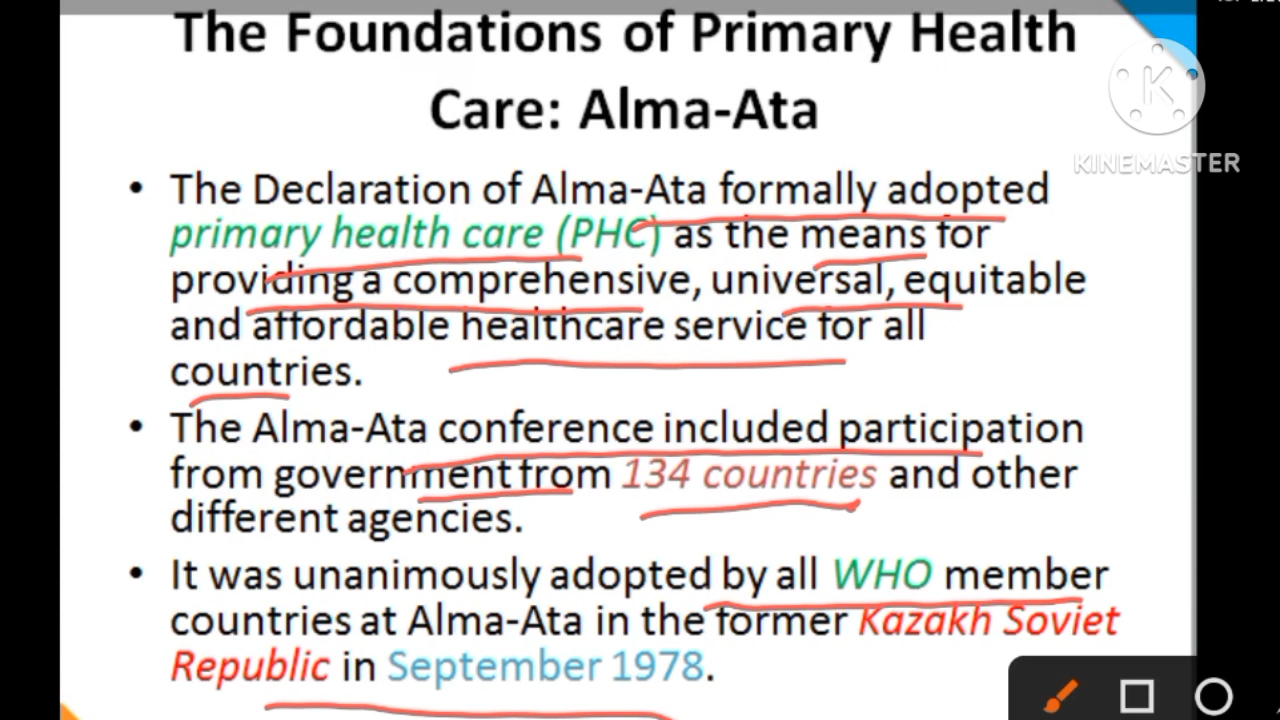 The Foundations of Primary Health
Care: Alma-Ata
KINEMASTER
• The Declaration of Alma-Ata formally adopted
primary health care (PHC) as the means for
providing a comprehensive, universal, equitable
and affordable healthcare service for all
countries.
• The Alma-Ata conference included participation
from government from 134 countries and other
different agencies.
• It was unanimously adopted by all WHO member
countries at Alma-Ata in the former Kazakh Soviet
Republic in September 1978.